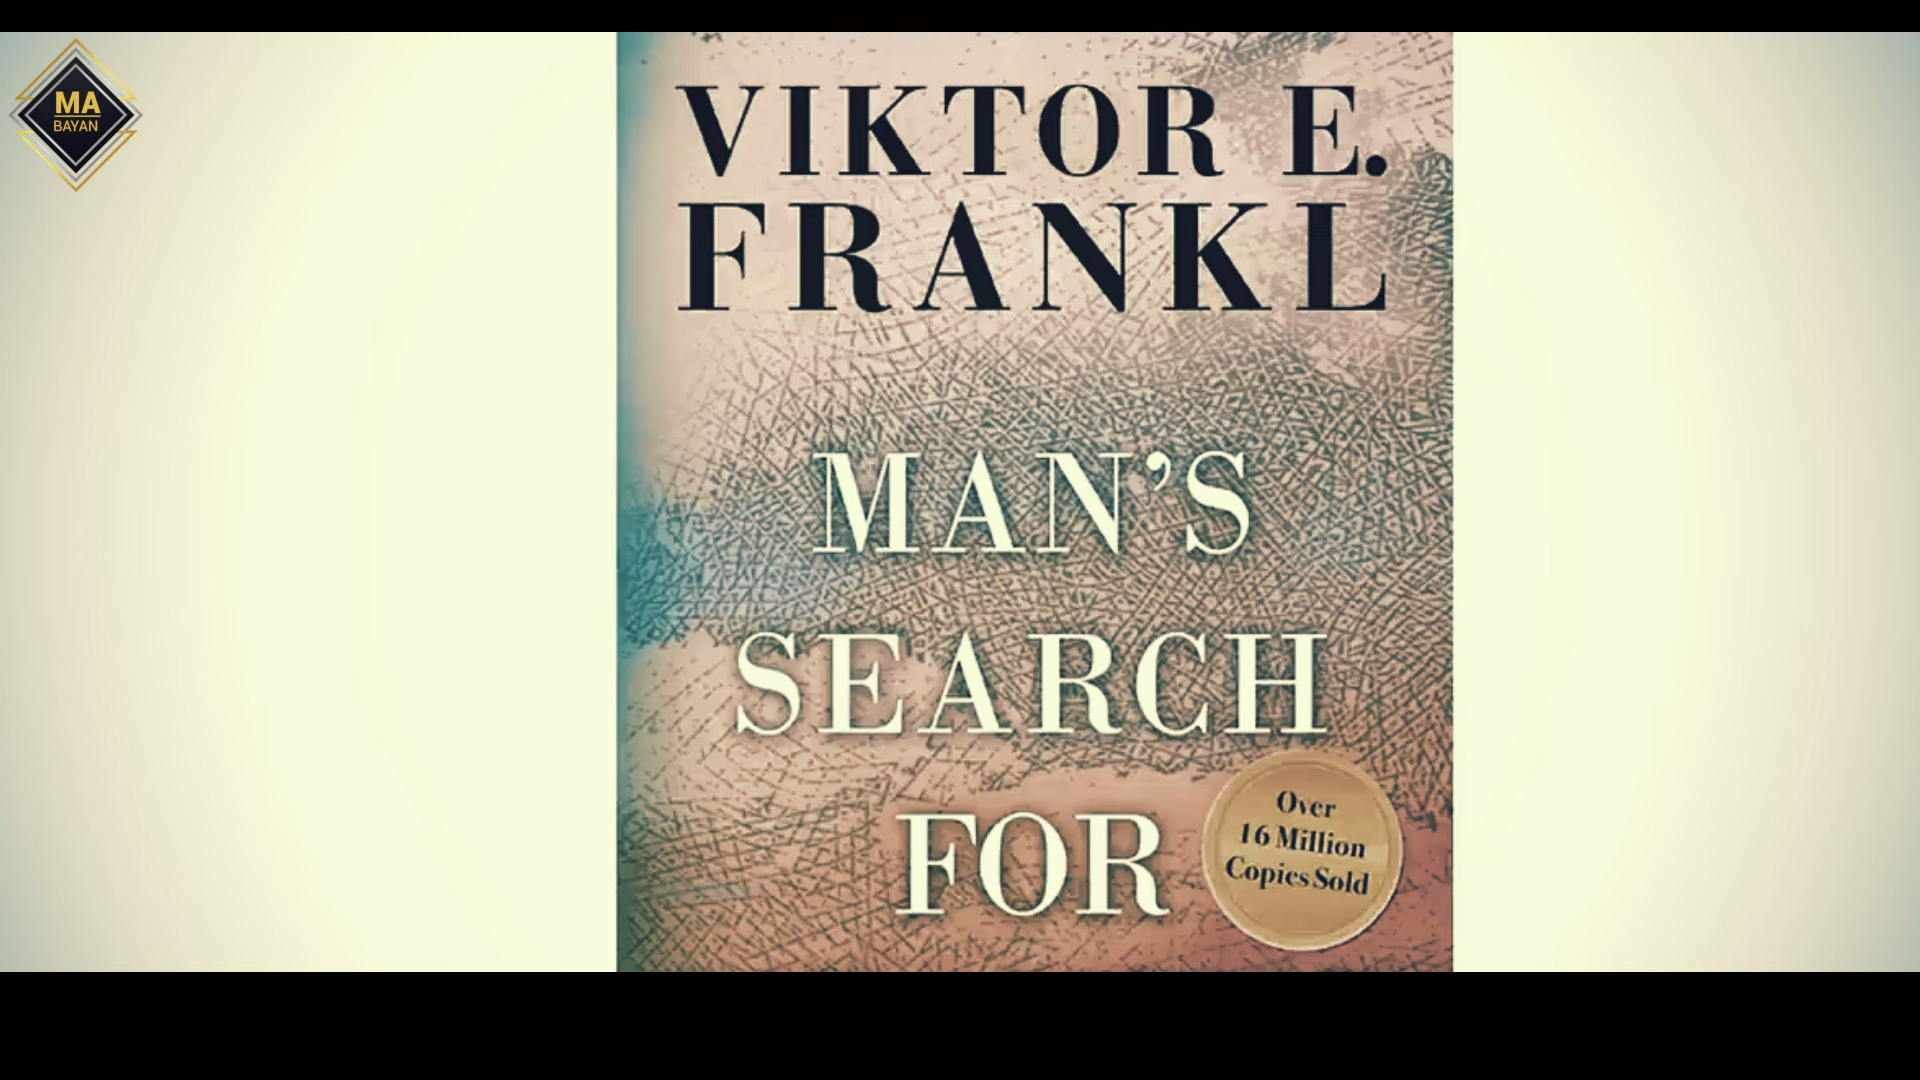 MA
BAYAN
VIKTOR E.
FRANKL
MAN'S
SEARCH
FOR
Over
16 Million
Copies Sold